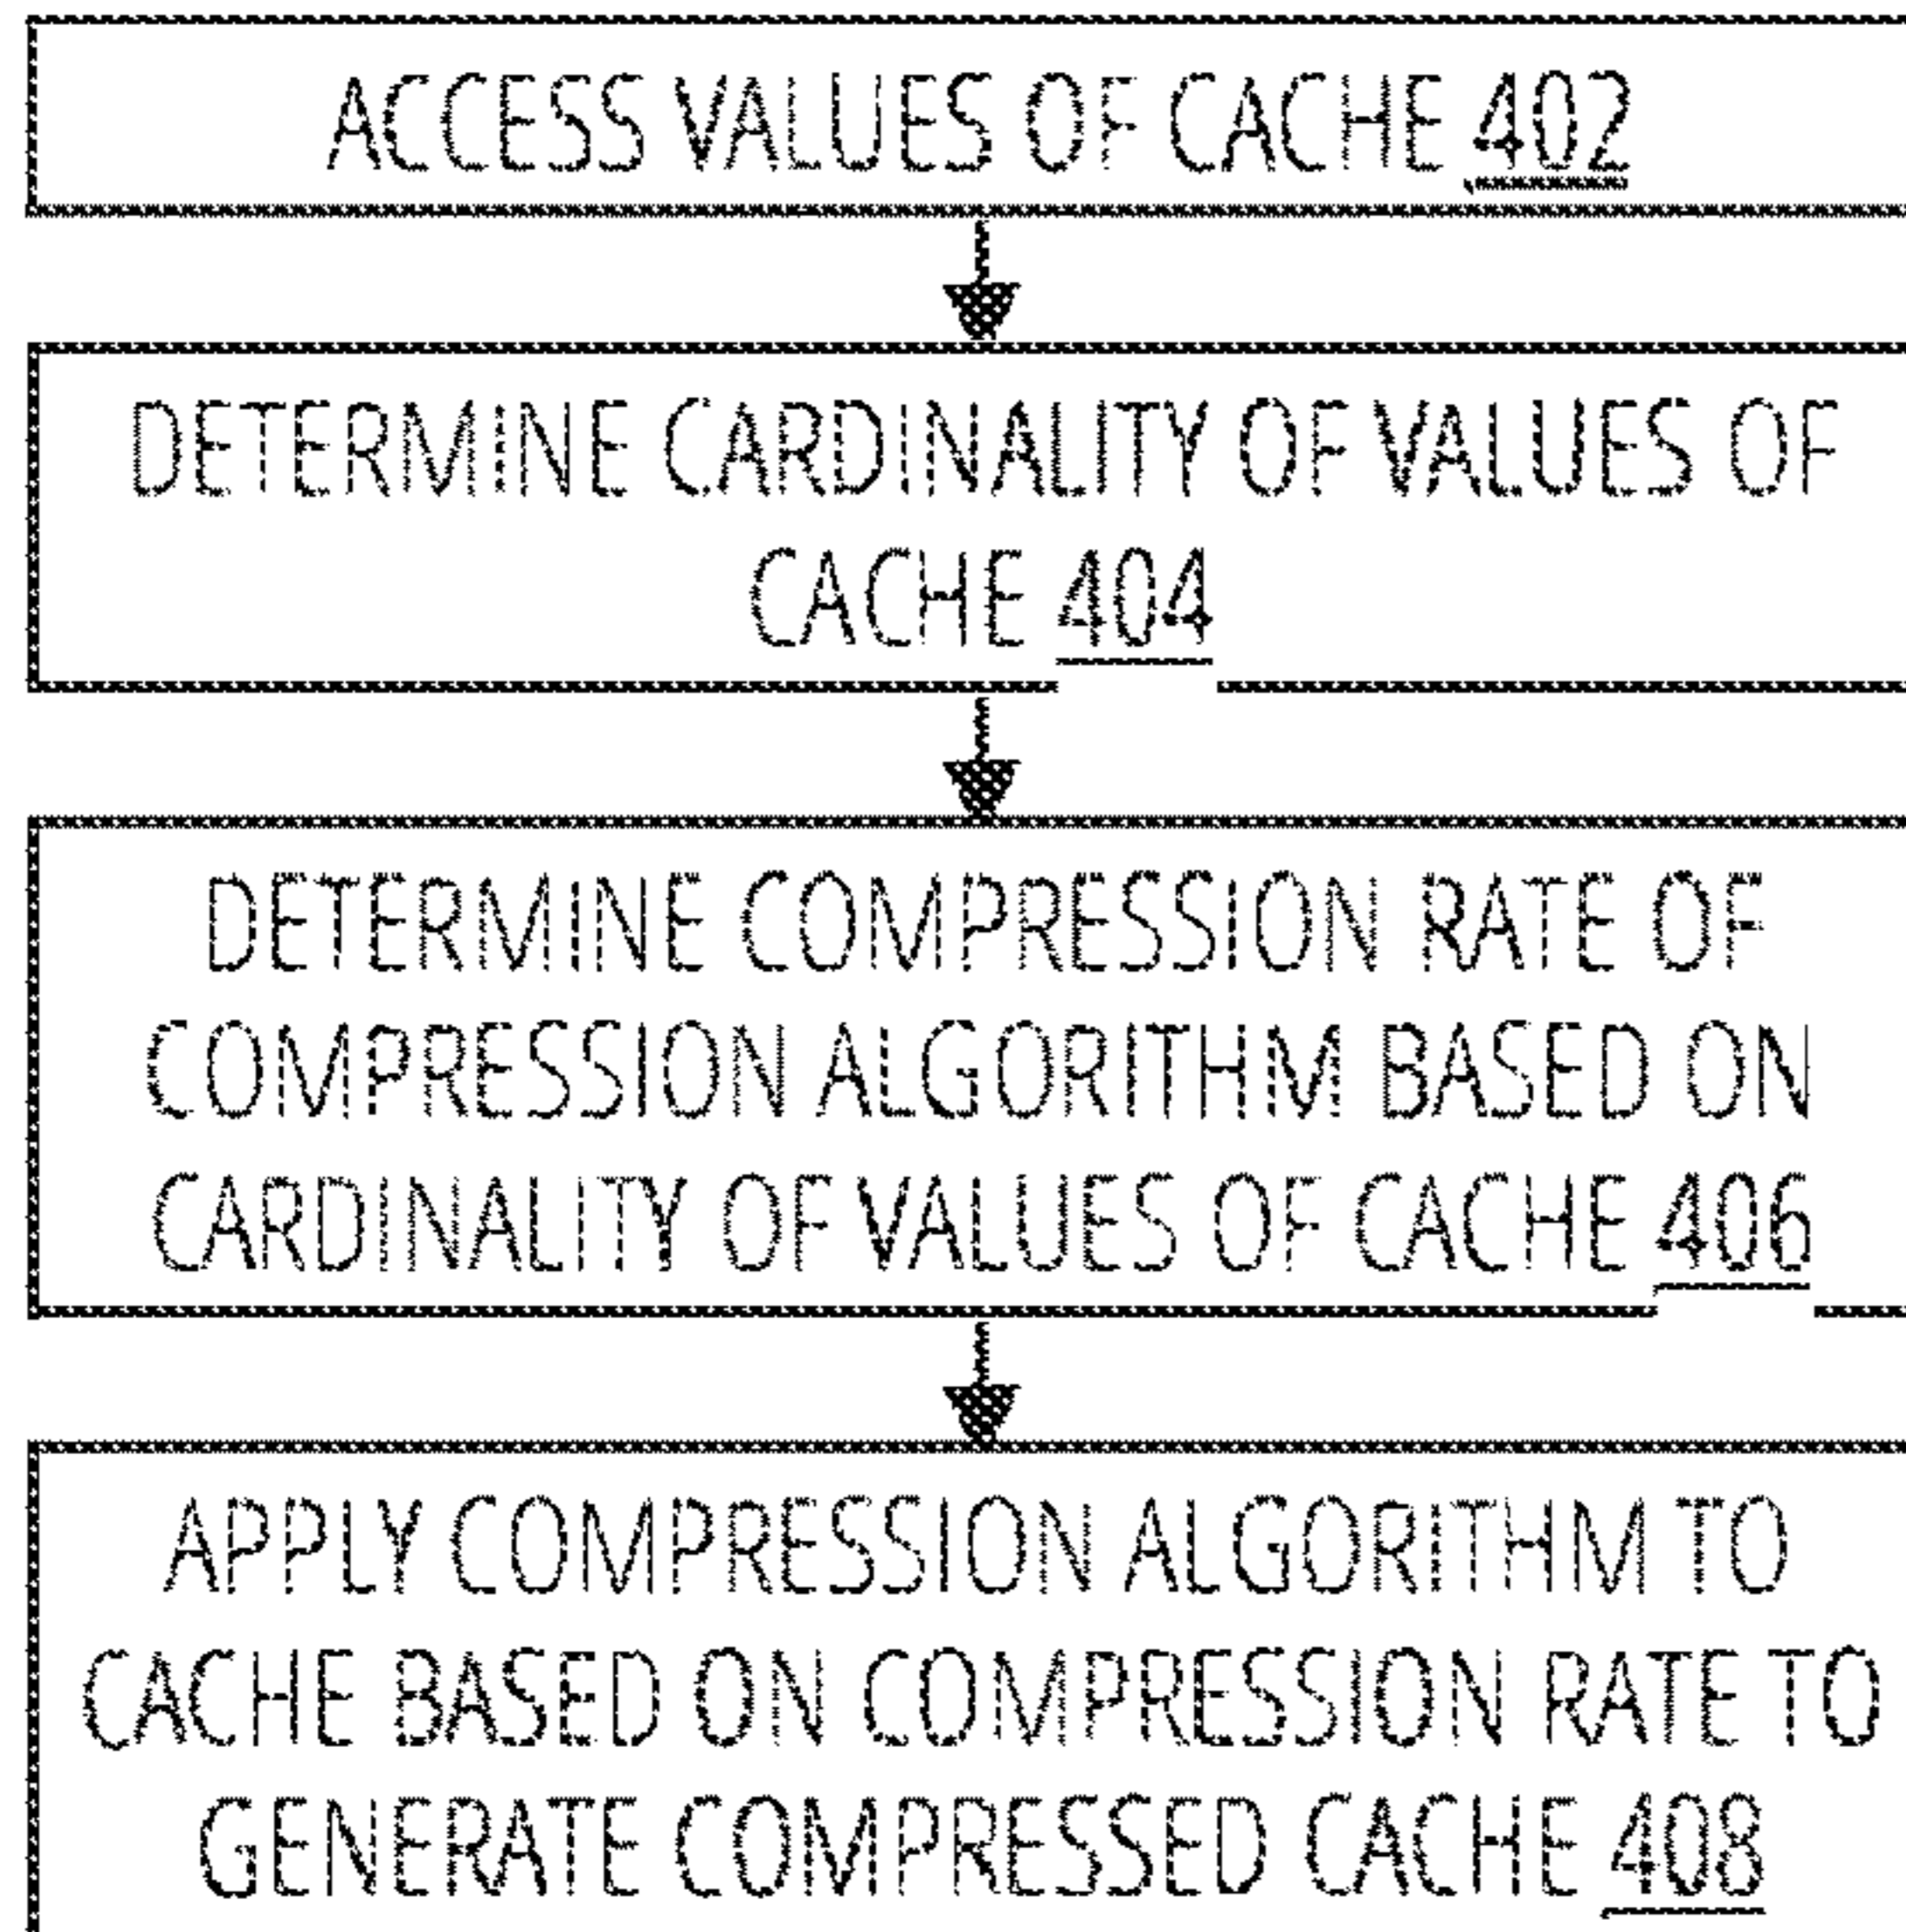 ACCESS VALUES OF CACHE 402
DETERMINE CARDINALITY OF VALUES OF
CACHE 404
DETERMINE COMPRESSION RATE OF
COMPRESSION ALGORITHM BASED ON
CARDINALITY OF VALUES OF CACHE 406
APPLY COMPRESSION ALGORITHM TO
CACHE BASED ON COMPRESSION RATE TO
GENERATE COMPRESSED CACHE 408